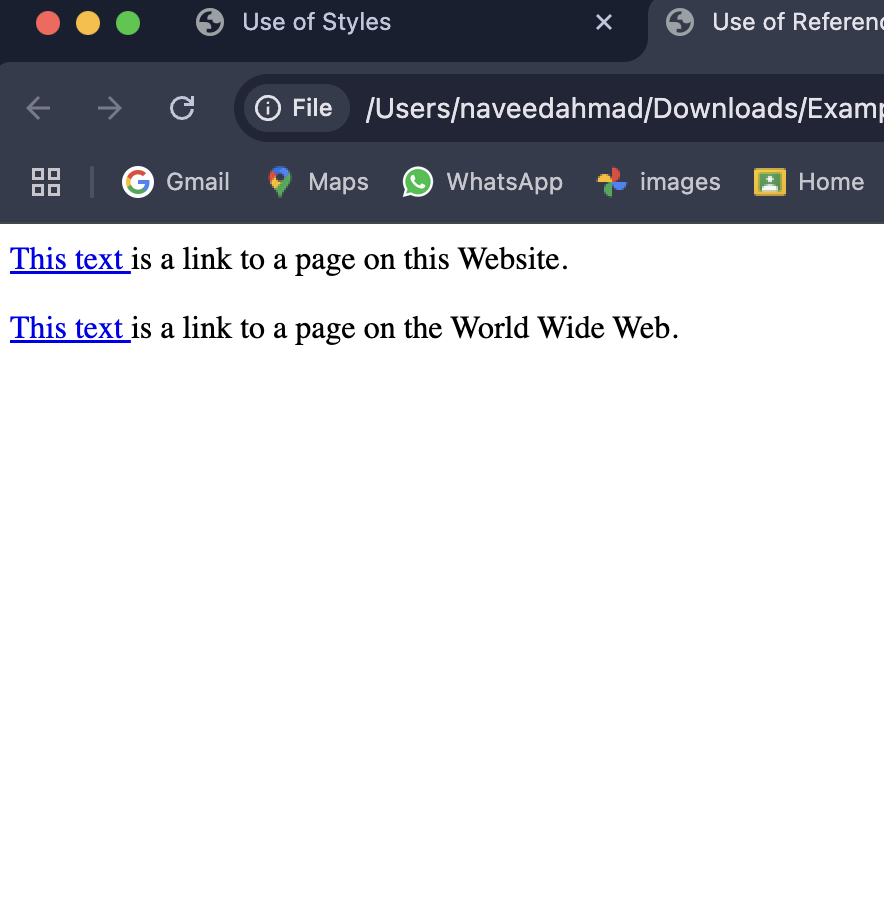 Use of Styles
Use of Referenc
File /Users/naveedahmad/Downloads/Examp
Gmail Maps WhatsApp images Home
This text is a link to a page on this Website.
This text is a link to a page on the World Wide Web.